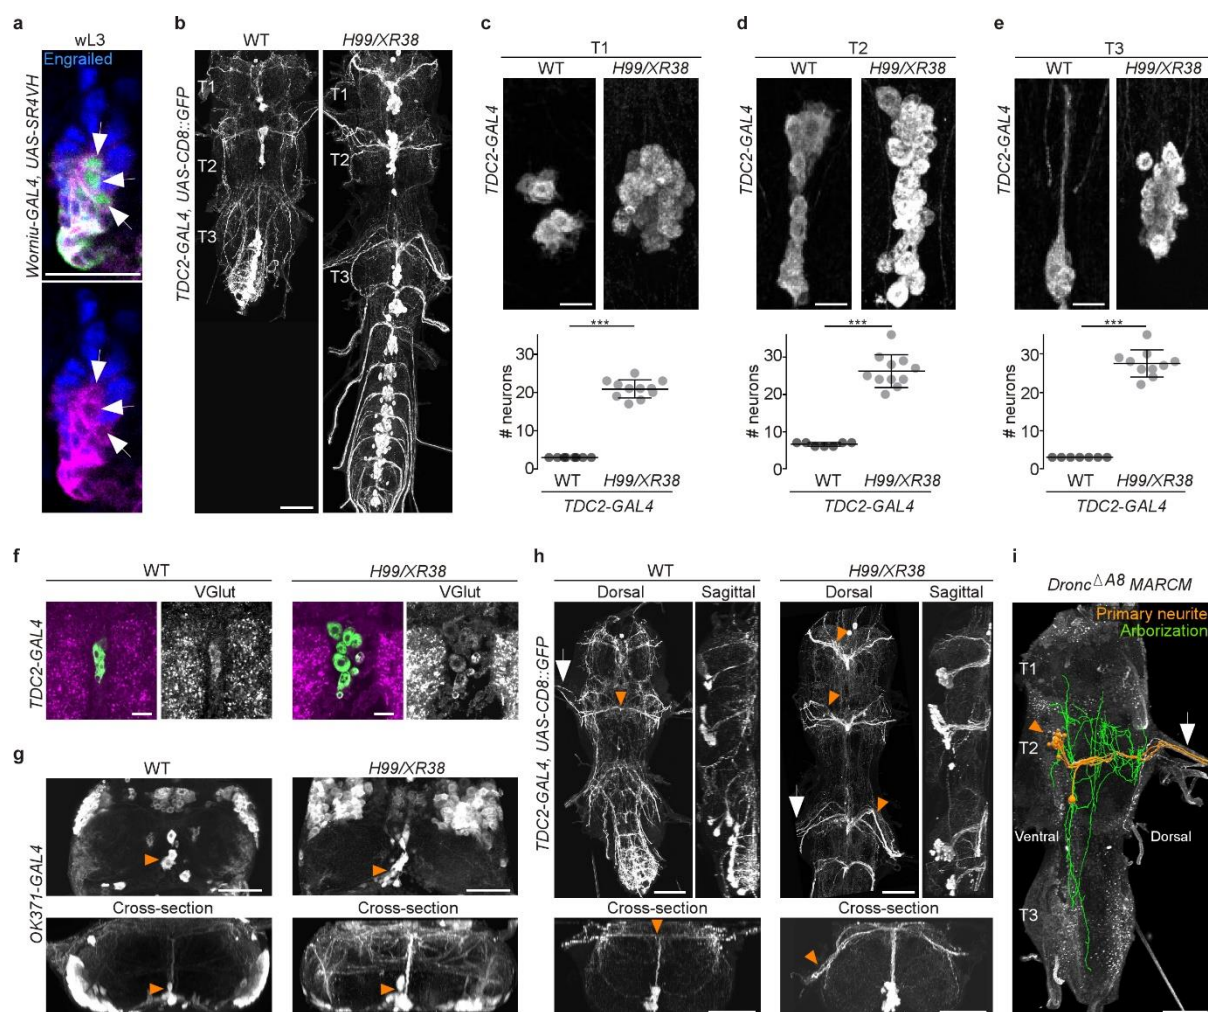 a
wL3
Engrailed
Worniu-GAL4, UAS-SR4VH
b
WT
H99/XR38
TDC2-GAL4, UAS-CD8::GFP
T1
T2
T3
T1
T2
T3
c
T1
WT
H99/XR38
TDC2-GAL4
***
# neurons
30
20
10
0
WT
H99/XR38
TDC2-GAL4
d
T2
WT
H99/XR38
TDC2-GAL4
***
# neurons
30
20
10
0
WT
H99/XR38
TDC2-GAL4
e
T3
WT
H99/XR38
TDC2-GAL4
***
# neurons
30
20
10
0
WT
H99/XR38
TDC2-GAL4
f
WT
H99/XR38
VGlut
VGlut
TDC2-GAL4
g
WT
H99/XR38
OK371-GAL4
Cross-section
Cross-section
h
WT
H99/XR38
Dorsal
Sagittal
Dorsal
Sagittal
TDC2-GAL4, UAS-CD8::GFP
Cross-section
Cross-section
i
Dronc^ΔA8 MARCM
Primary neurite
Arborization
T1
T2
Ventral
Dorsal
T3